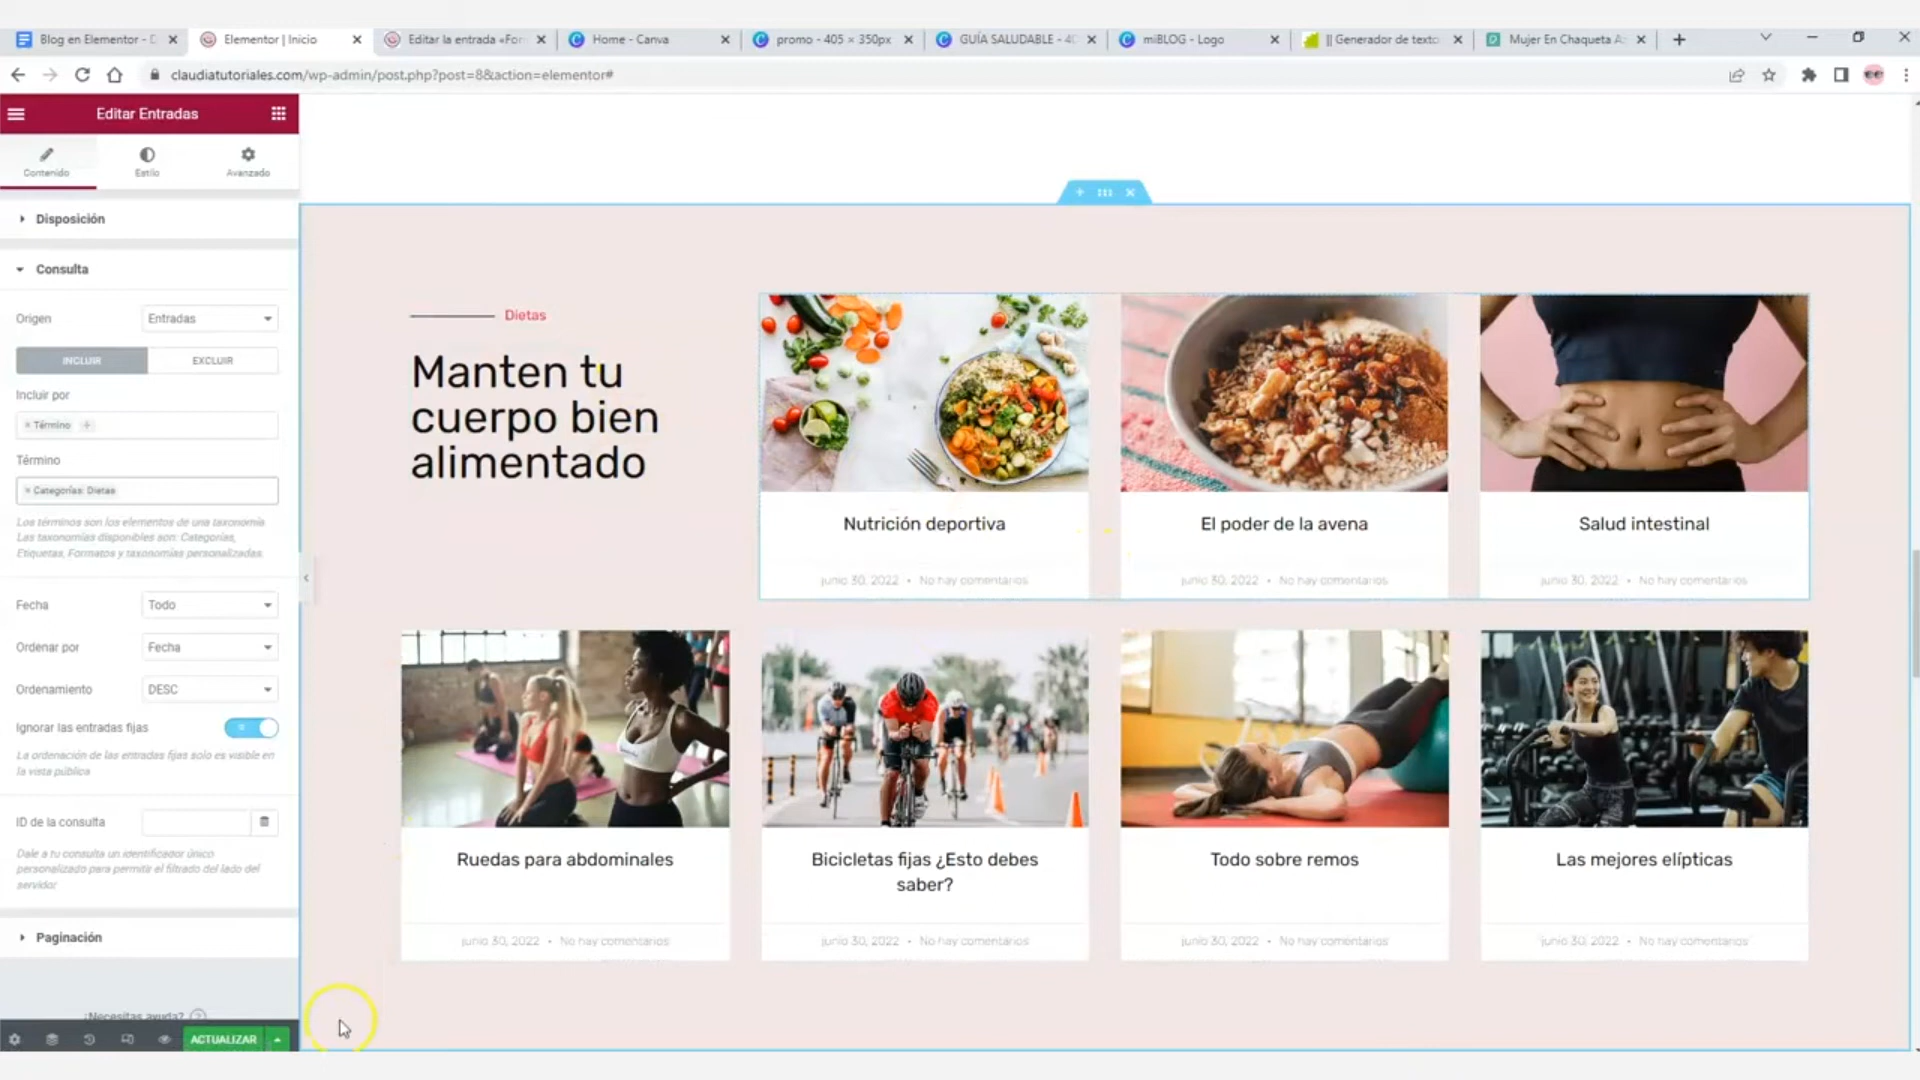 Blog en Elementor - D
Elementor | Inicio
Editar la entrada «For
Home - Canva
promo - 405 × 350px
GUÍA SALUDABLE - 40
miBLOG - Logo
|| Generador de texto
Mujer En Chaqueta A
claudiatutoriales.com/wp-admin/post.php?post=8&action=elementor#
Editar Entradas
Contenido
Estilo
Avanzado
Disposición
Consulta
Origen
Entradas
INCLUIR
EXCLUIR
Incluir por
× Término +
Término
× Categorías: Dietas
Los términos son los elementos de una taxonomía.
Las taxonomías disponibles son: Categorías,
Etiquetas, Formatos y taxonomías personalizadas.
Fecha
Todo
Ordenar por
Fecha
Ordenamiento
DESC
Ignorar las entradas fijas
La ordenación de las entradas fijas solo es visible en
la vista pública
ID de la consulta
Dale a tu consulta un identificador único
personalizado para permitir el filtrado del lado del
servidor
Paginación
¿Necesitas ayuda?
ACTUALIZAR
Dietas
Manten tu
cuerpo bien
alimentado
Nutrición deportiva
junio 30, 2022 • No hay comentarios
El poder de la avena
junio 30, 2022 • No hay comentarios
Salud intestinal
junio 30, 2022 • No hay comentarios
Ruedas para abdominales
junio 30, 2022 • No hay comentarios
Bicicletas fijas ¿Esto debes
saber?
junio 30, 2022 • No hay comentarios
Todo sobre remos
junio 30, 2022 • No hay comentarios
Las mejores elípticas
junio 30, 2022 • No hay comentarios